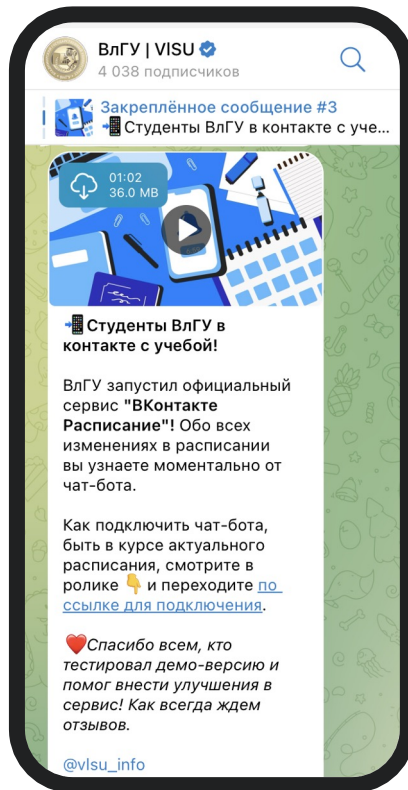 ВлГУ | VlSU
4 038 подписчиков
Закреплённое сообщение #3
📲Студенты ВлГУ в контакте с уче...
01:02
36.0 MB
📲Студенты ВлГУ в
контакте с учебой!
ВлГУ запустил официальный
сервис "ВКонтакте
Расписание"! Обо всех
изменениях в расписании
вы узнаете моментально от
чат-бота.
Как подключить чат-бота,
быть в курсе актуального
расписания, смотрите в
ролике 👇 и переходите по
ссылке для подключения.
❤️Спасибо всем, кто
тестировал демо-версию и
помог внести улучшения в
сервис! Как всегда ждем
отзывов.
@vlsu_info